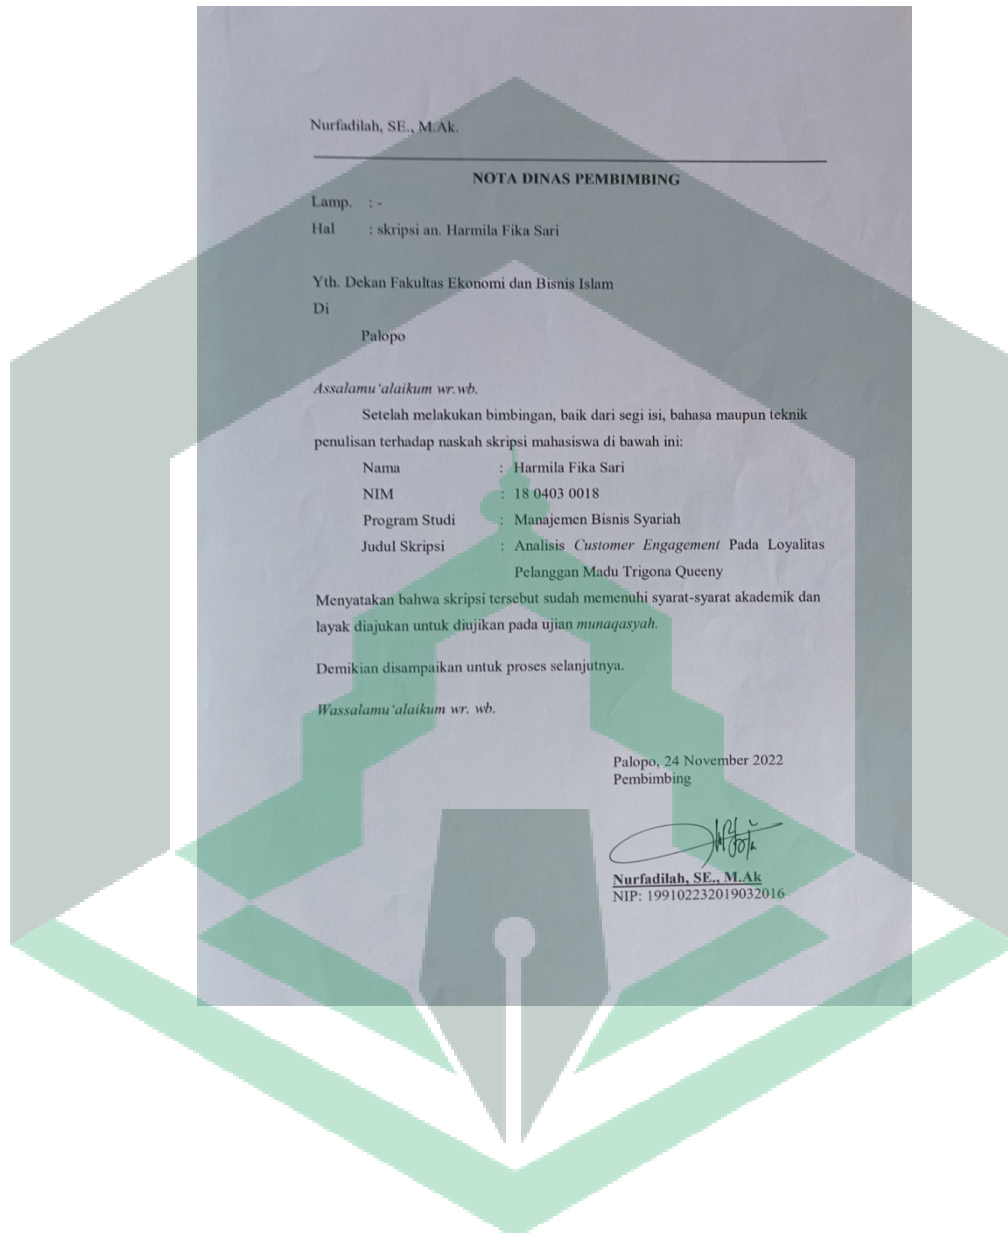 Nurfadilah, SE., M.Ak.
NOTA DINAS PEMBIMBING
Lamp. : -
Hal : skripsi an. Harmila Fika Sari
Yth. Dekan Fakultas Ekonomi dan Bisnis Islam
Di
Palopo
Assalamu ‘alaikum wr.wb.
Setelah melakukan bimbingan, baik dari segi isi, bahasa maupun teknik
penulisan terhadap naskah skripsi mahasiswa di bawah ini:
Nama : Harmila Fika Sari
NIM : 18 0403 0018
Program Studi : Manajemen Bisnis Syariah
Judul Skripsi : Analisis Customer Engagement Pada Loyalitas
Pelanggan Madu Trigona Queeny
Menyatakan bahwa skripsi tersebut sudah memenuhi syarat-syarat akademik dan
layak diajukan untuk diujikan pada ujian munaqasyah.
Demikian disampaikan untuk proses selanjutnya.
Wassalamu ‘alaikum wr. wb.
Palopo, 24 November 2022
Pembimbing
Nurfadilah, SE., M.Ak
NIP: 199102232019032016